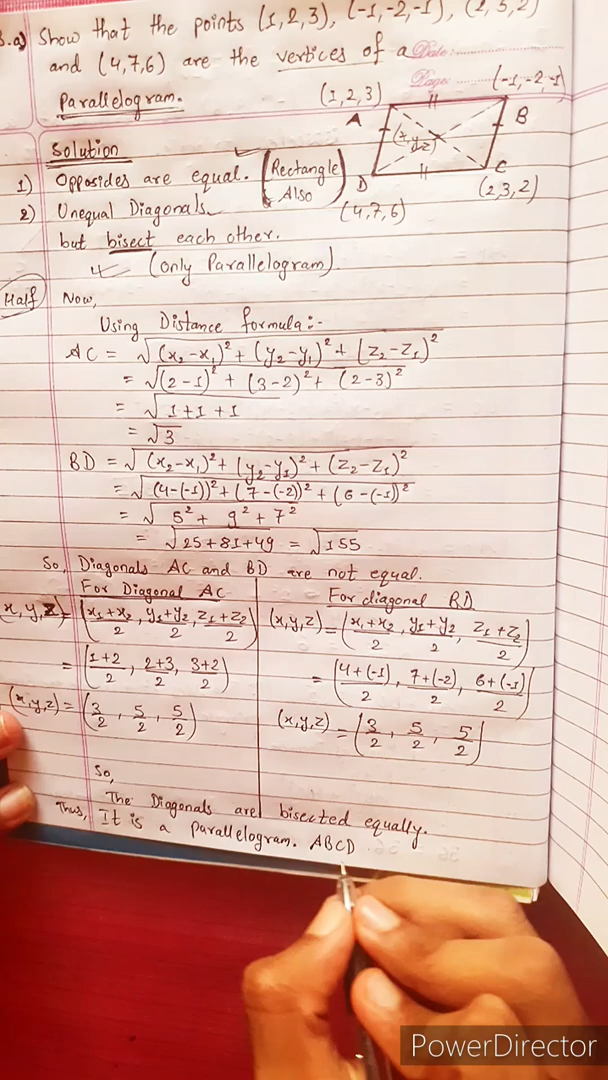 3.a) Show that the points (1,2,3), (-1,-2,-1), (2,3,2)
and (4,7,6) are the vertices of a
Date:
Page:
Parallelogram.
(1,2,3)
(-1,-2,-1)
A
B
(x,y,z)
D
C
(4,7,6)
(2,3,2)
Solution
1) Opposides are equal. (Rectangle
Also)
2) Unequal Diagonals
but bisect each other.
(only Parallelogram)
Half
Now,
Using Distance formula:-
AC = √(x₂-x₁)² + (y₂-y₁)² + (z₂-z₁)²
= √(2-1)² + (3-2)² + (2-3)²
= √1+1+1
= √3
BD = √(x₂-x₁)² + (y₂-y₁)² + (z₂-z₁)²
= √(4-(-1))² + (7-(-2))² + (6-(-1))²
= √5² + 9² + 7²
= √25+81+49 = √155
So, Diagonals AC and BD are not equal.
For Diagonal AC
(x,y,z) = (x₁+x₂/2, y₁+y₂/2, z₁+z₂/2)
= (1+2/2, 2+3/2, 3+2/2)
(x,y,z) = (3/2, 5/2, 5/2)
For diagonal BD
(x,y,z) = (x₁+x₂/2, y₁+y₂/2, z₁+z₂/2)
= (4+(-1)/2, 7+(-2)/2, 6+(-1)/2)
(x,y,z) = (3/2, 5/2, 5/2)
So,
The Diagonals are bisected equally.
Thus, It is a parallelogram. ABCD
PowerDirector